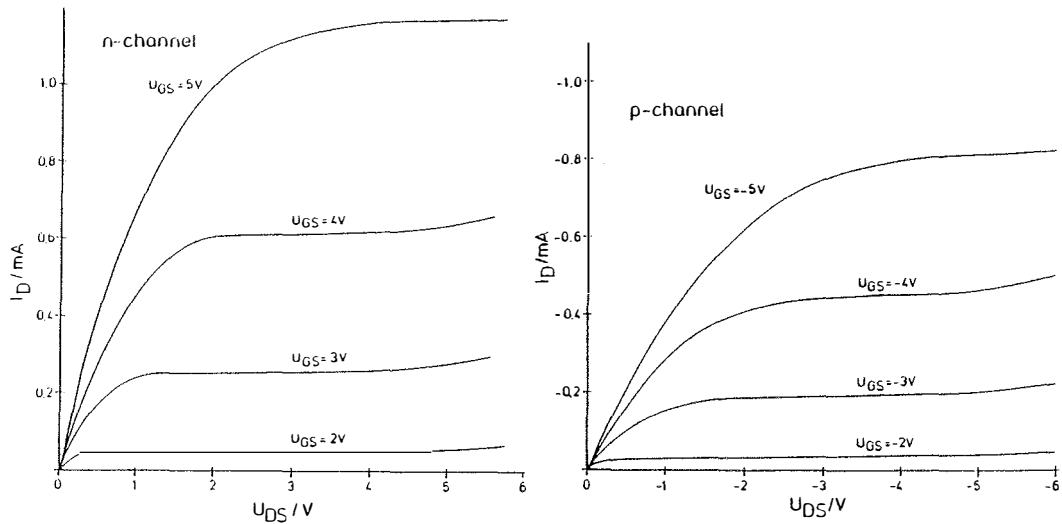 n-channel
U_GS=5V
U_GS=4V
U_GS=3V
U_GS=2V
I_D/mA
1.0
0.8
0.6
0.4
0.2
0 1 2 3 4 5 6
U_DS/V
p-channel
U_GS=-5V
U_GS=-4V
U_GS=-3V
U_GS=-2V
I_D/mA
-1.0
-0.8
-0.6
-0.4
-0.2
0 -1 -2 -3 -4 -5 -6
U_DS/V